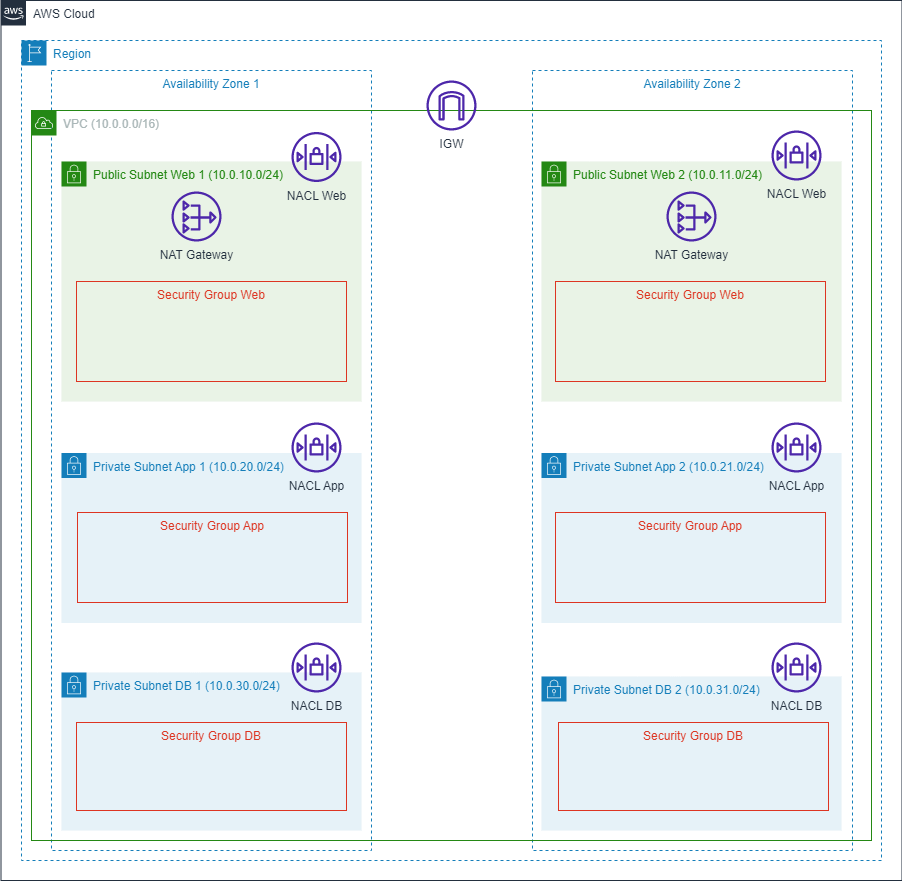 aws
AWS Cloud
Region
Availability Zone 1
Availability Zone 2
IGW
VPC (10.0.0.0/16)
Public Subnet Web 1 (10.0.10.0/24)
NACL Web
NAT Gateway
Security Group Web
Public Subnet Web 2 (10.0.11.0/24)
NACL Web
NAT Gateway
Security Group Web
Private Subnet App 1 (10.0.20.0/24)
NACL App
Security Group App
Private Subnet App 2 (10.0.21.0/24)
NACL App
Security Group App
Private Subnet DB 1 (10.0.30.0/24)
NACL DB
Security Group DB
Private Subnet DB 2 (10.0.31.0/24)
NACL DB
Security Group DB